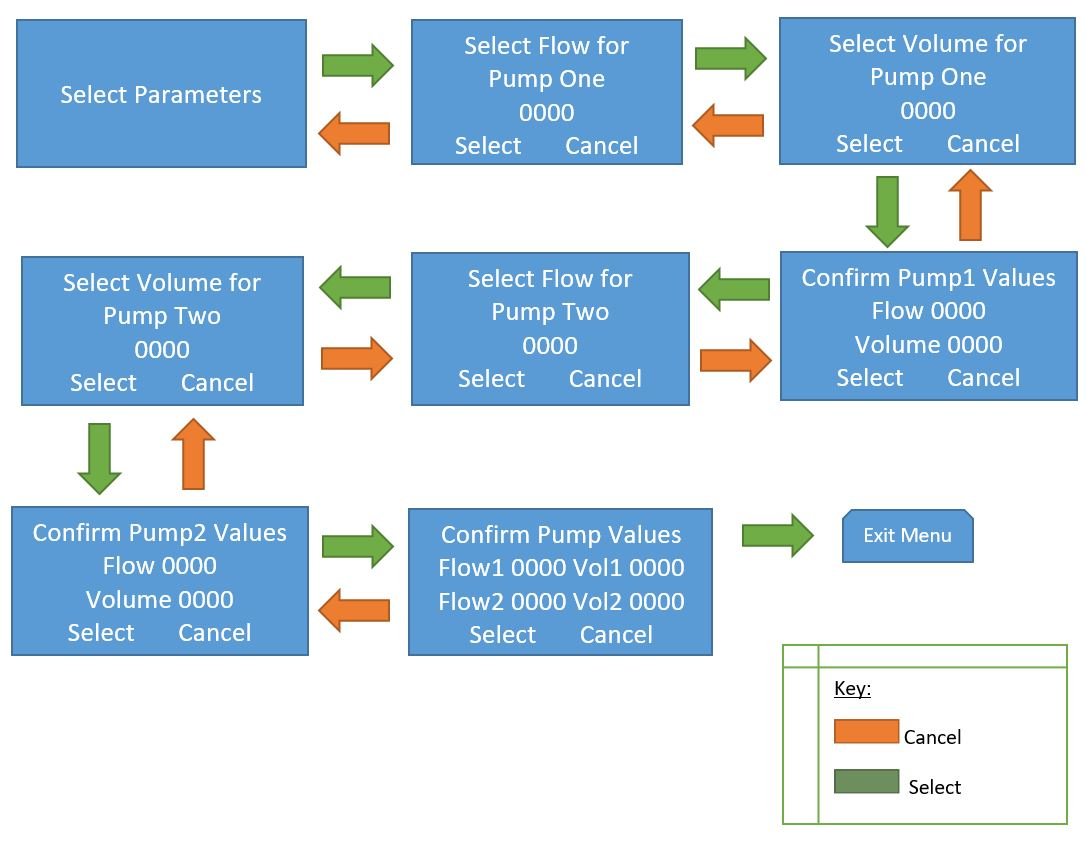 Select Parameters
Select Flow for
Pump One
0000
Select Cancel
Select Volume for
Pump One
0000
Select Cancel
Select Volume for
Pump Two
0000
Select Cancel
Select Flow for
Pump Two
0000
Select Cancel
Confirm Pump1 Values
Flow 0000
Volume 0000
Select Cancel
Confirm Pump2 Values
Flow 0000
Volume 0000
Select Cancel
Confirm Pump Values
Flow1 0000 Vol1 0000
Flow2 0000 Vol2 0000
Select Cancel
Exit Menu
Key:
Cancel
Select